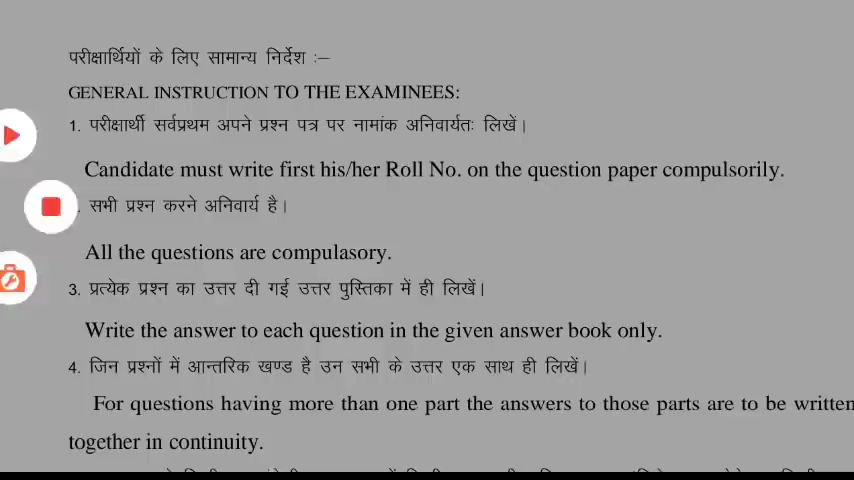 परीक्षार्थियों के लिए सामान्य निर्देश :–
GENERAL INSTRUCTION TO THE EXAMINEES:
1. परीक्षार्थी सर्वप्रथम अपने प्रश्न पत्र पर नामांक अनिवार्यतः लिखें।
Candidate must write first his/her Roll No. on the question paper compulsorily.
. सभी प्रश्न करने अनिवार्य है।
All the questions are compulasory.
3. प्रत्येक प्रश्न का उत्तर दी गई उत्तर पुस्तिका में ही लिखें।
Write the answer to each question in the given answer book only.
4. जिन प्रश्नों में आन्तरिक खण्ड है उन सभी के उत्तर एक साथ ही लिखें।
For questions having more than one part the answers to those parts are to be written
together in continuity.